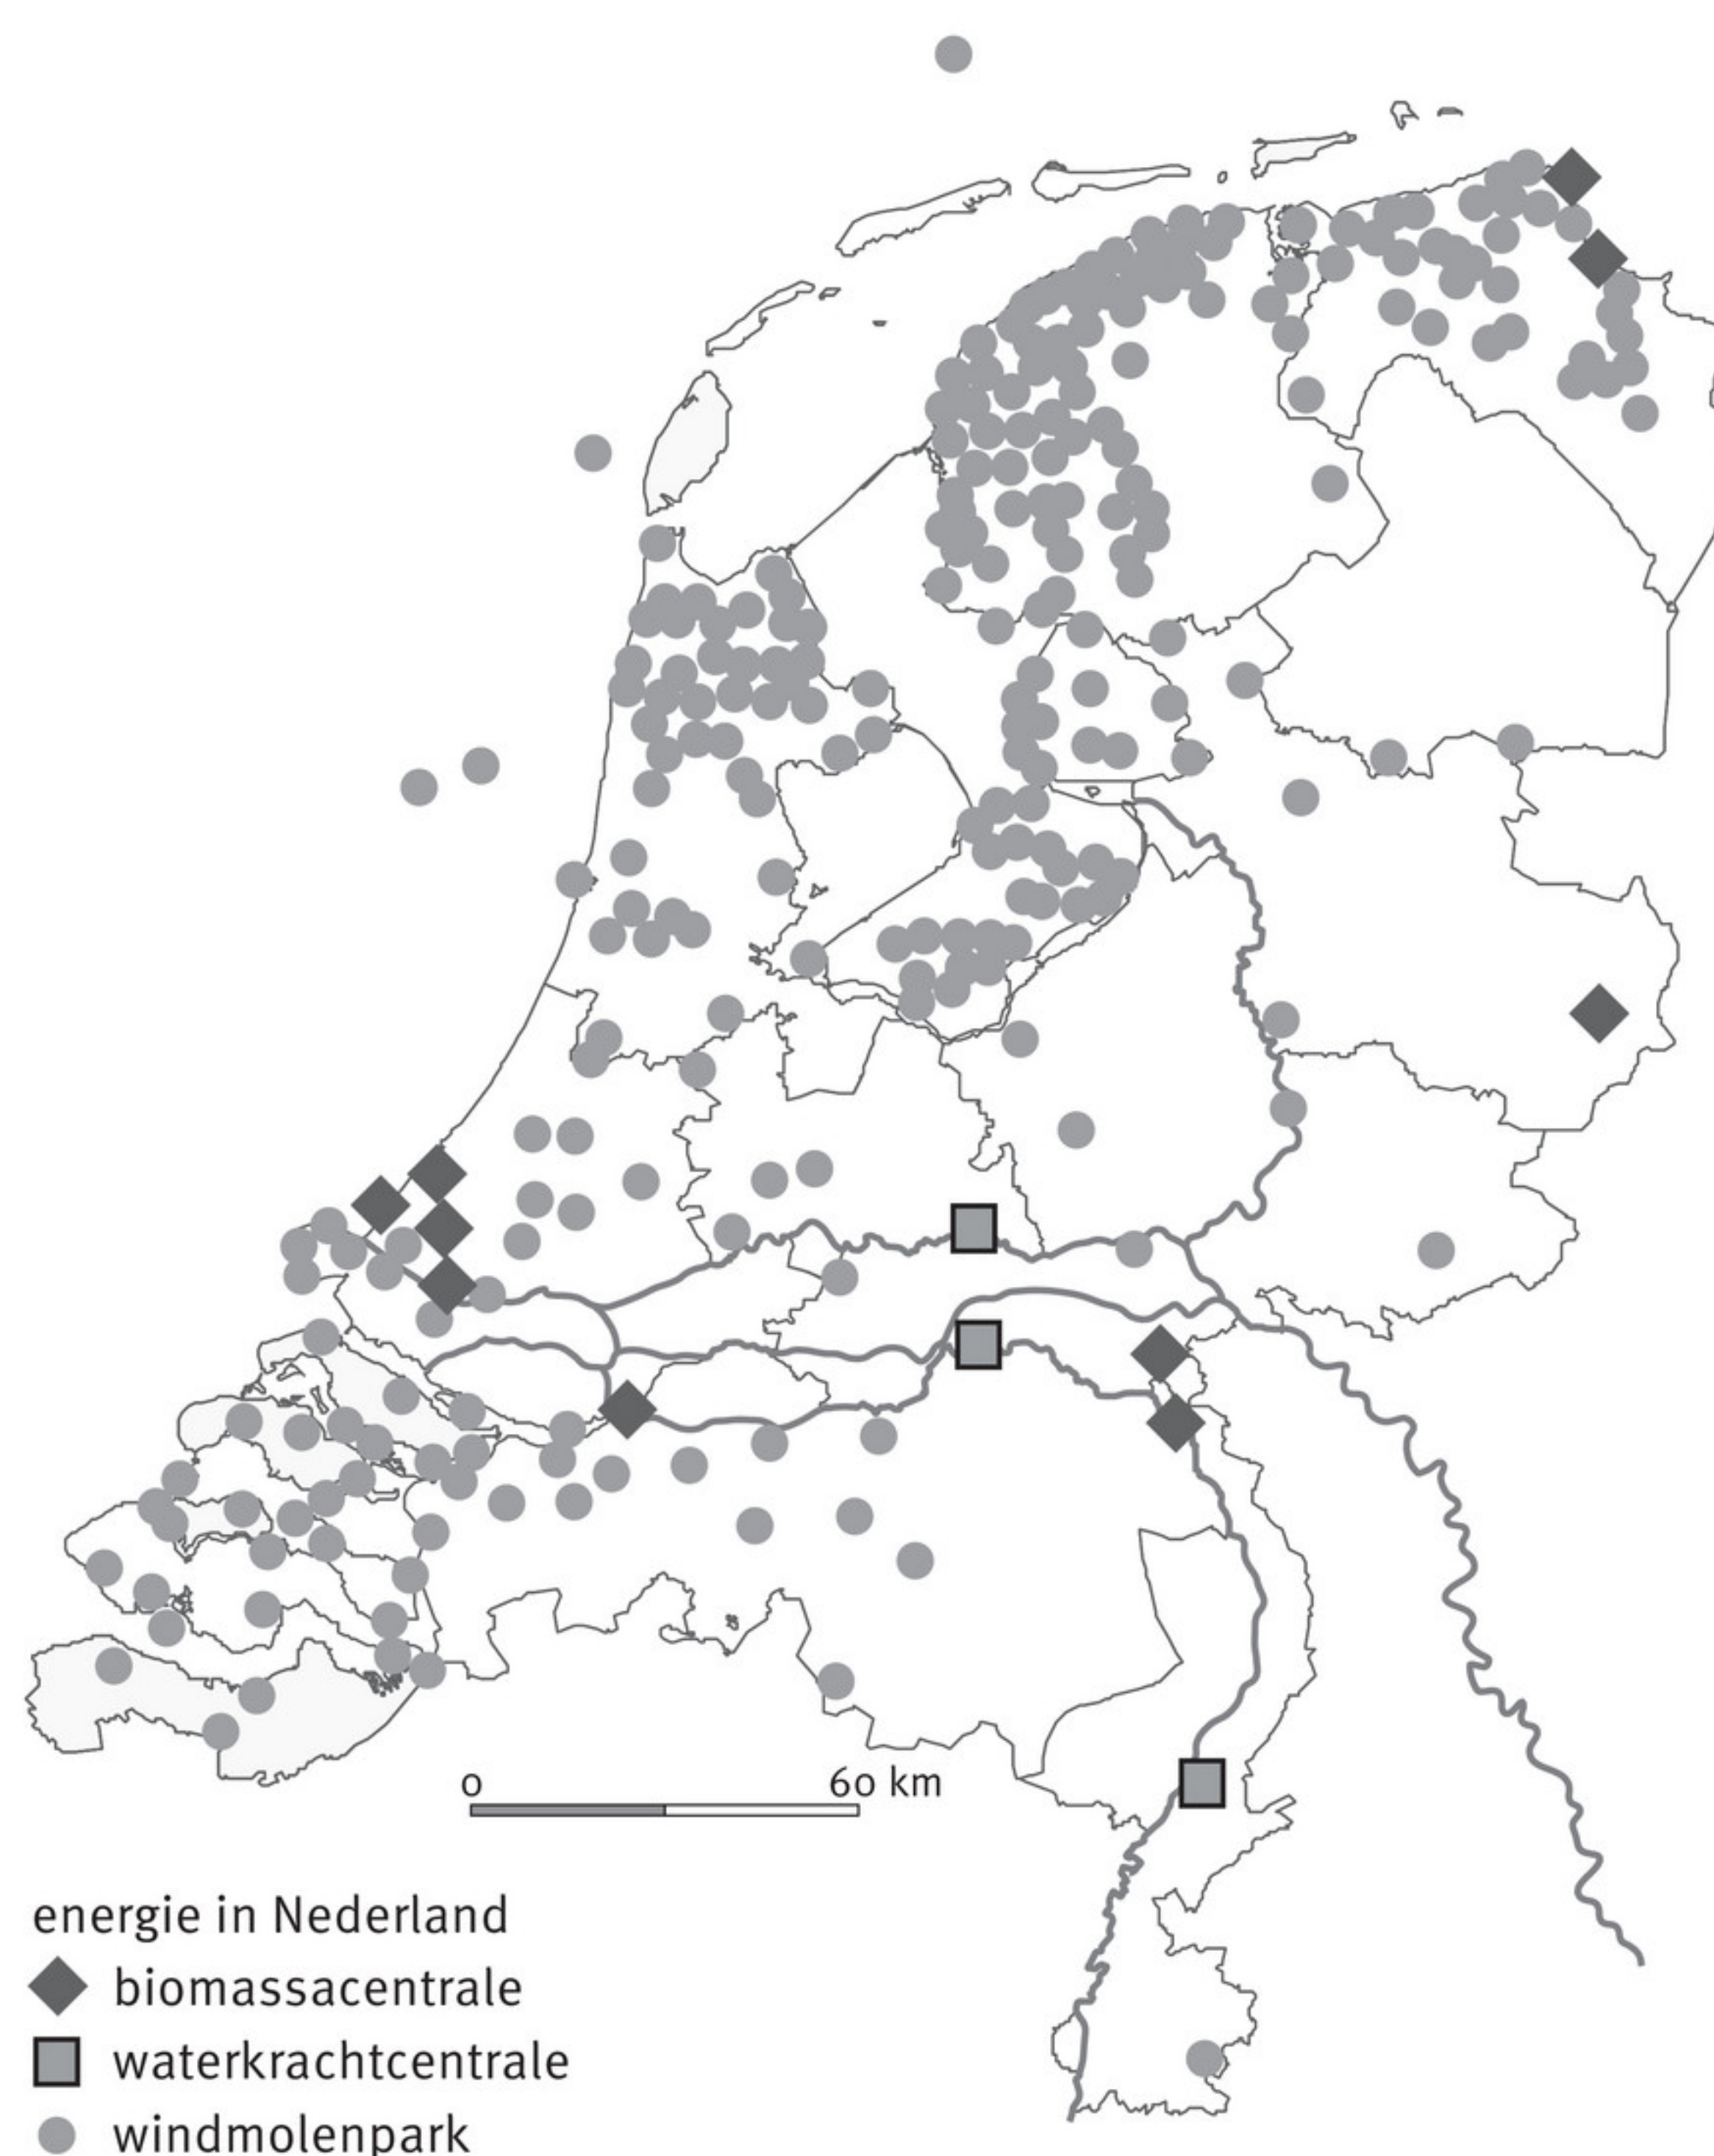 0 60 km
energie in Nederland
biomassacentrale
waterkrachtcentrale
windmolenpark